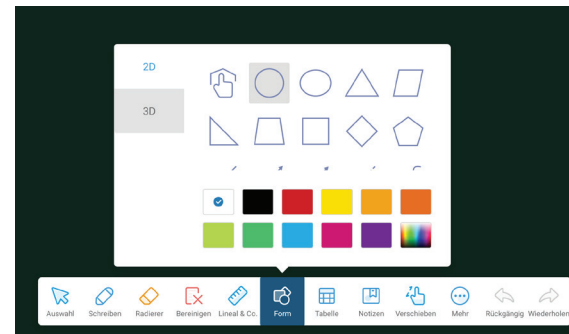 2D
3D
Auswahl Schreiben Radierer Bereinigen Lineal & Co. Form Tabelle Notizen Verschieben Mehr Rückgängig Wiederholen